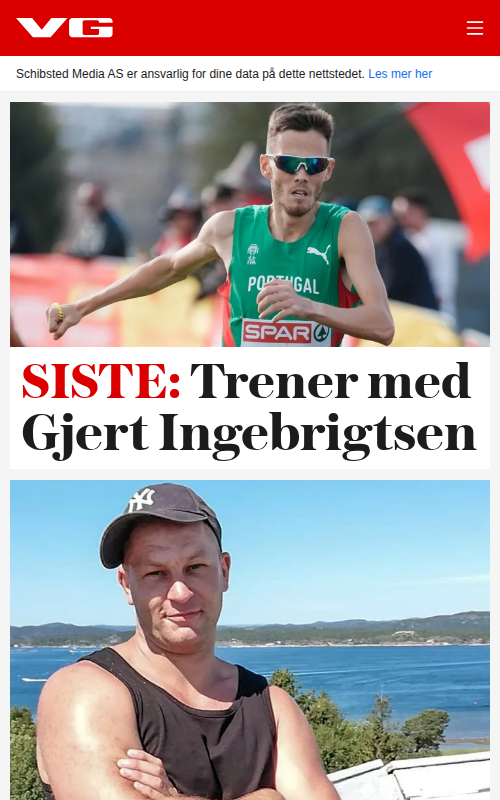 VG
Schibsted Media AS er ansvarlig for dine data på dette nettstedet. Les mer her
PORTUGAL
SPAR
SISTE: Trener med
Gjert Ingebrigtsen
NY